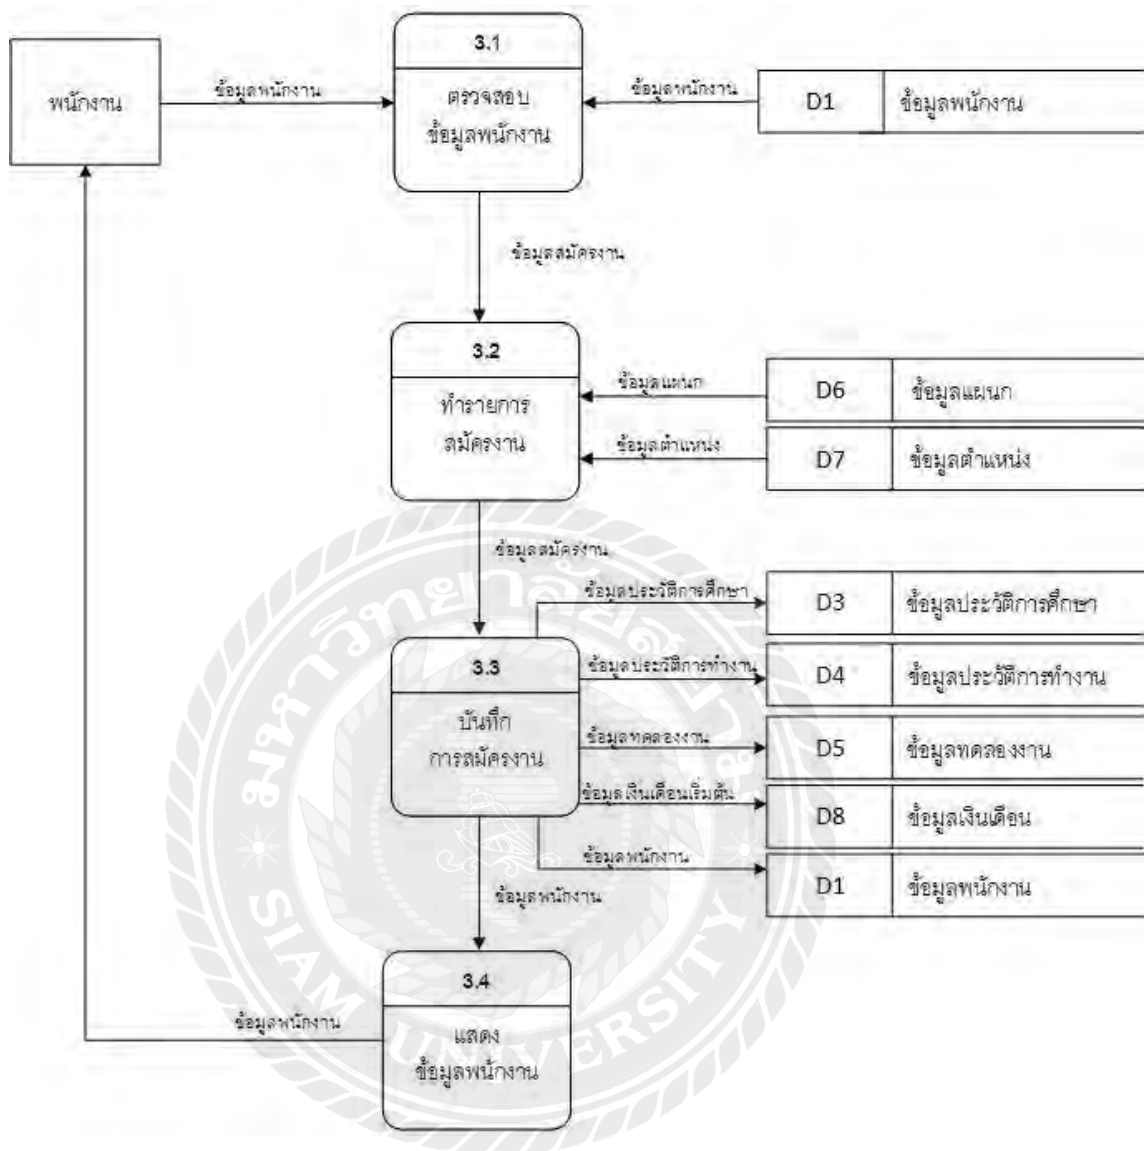 3.1
พนักงาน
ข้อมูลพนักงาน
ตรวจสอบ
ข้อมูลพนักงาน
ข้อมูลพนักงาน
D1
ข้อมูลพนักงาน
ข้อมูลสมัครงาน
3.2
ทำรายการ
สมัครงาน
ข้อมูลแผนก
D6
ข้อมูลแผนก
ข้อมูลตำแหน่ง
D7
ข้อมูลตำแหน่ง
ข้อมูลสมัครงาน
ข้อมูลประวัติการศึกษา
D3
ข้อมูลประวัติการศึกษา
3.3
บันทึก
การสมัครงาน
ข้อมูลประวัติการทำงาน
D4
ข้อมูลประวัติการทำงาน
ข้อมูลทดลองงาน
D5
ข้อมูลทดลองงาน
ข้อมูลเงินเดือนเริ่มต้น
D8
ข้อมูลเงินเดือน
ข้อมูลพนักงาน
D1
ข้อมูลพนักงาน
ข้อมูลพนักงาน
3.4
แสดง
ข้อมูลพนักงาน
ข้อมูลพนักงาน
มหาวิทยาลัยสยาม
SIAM UNIVERSITY